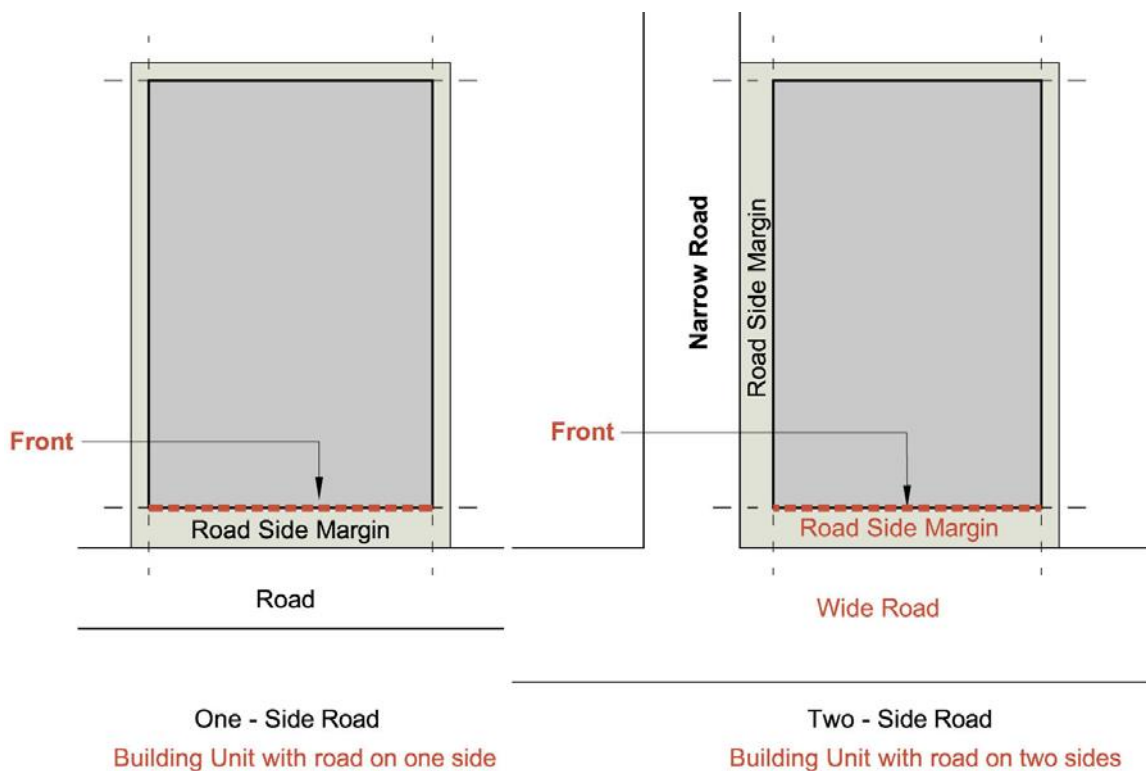 Front
Road Side Margin
Road
One - Side Road
Building Unit with road on one side
Narrow Road
Road Side Margin
Front
Road Side Margin
Wide Road
Two - Side Road
Building Unit with road on two sides